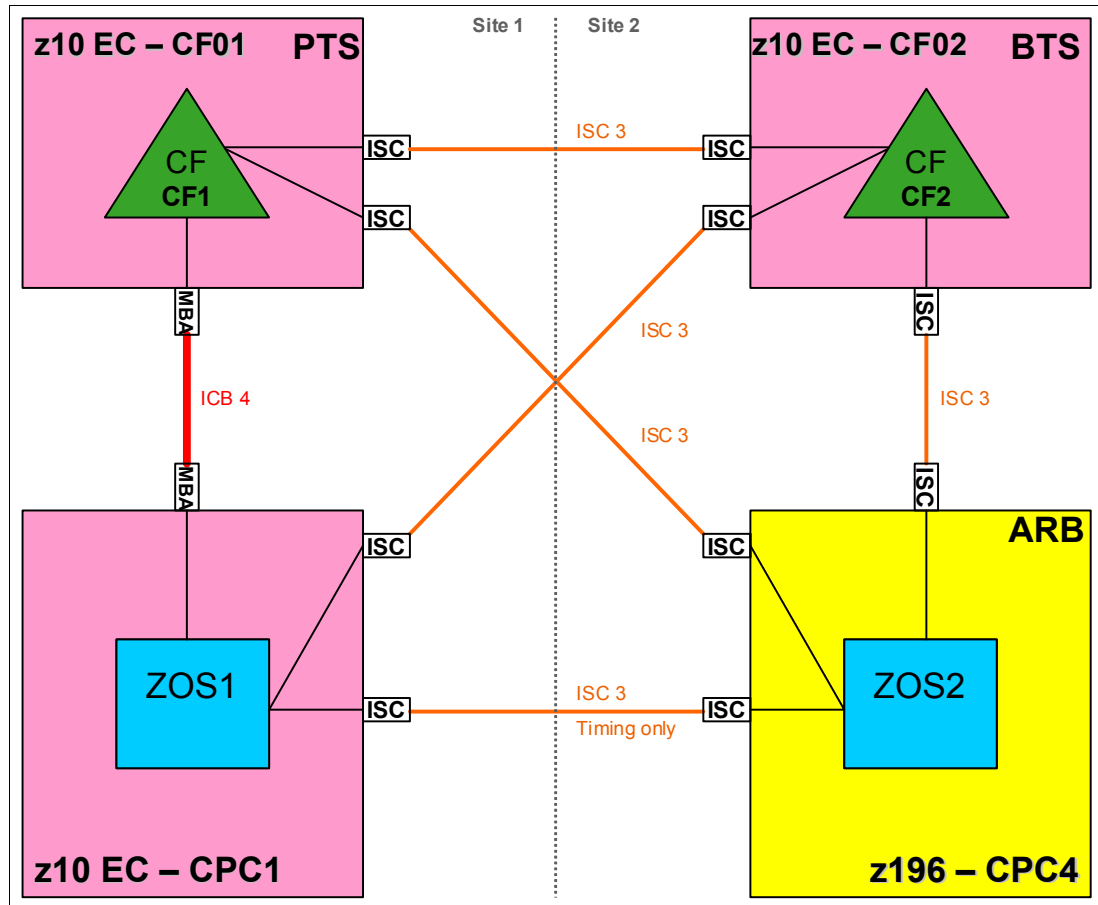 Site 1
Site 2
z10 EC – CF01
PTS
z10 EC – CF02
BTS
CF
CF1
ISC
ISC 3
ISC
CF
CF2
ISC
ISC
MBA
ISC
ISC 3
ICB 4
ISC 3
ISC 3
MBA
ISC
ARB
ISC
ISC
ZOS1
ZOS2
ISC
ISC 3
Timing only
ISC
z10 EC – CPC1
z196 – CPC4